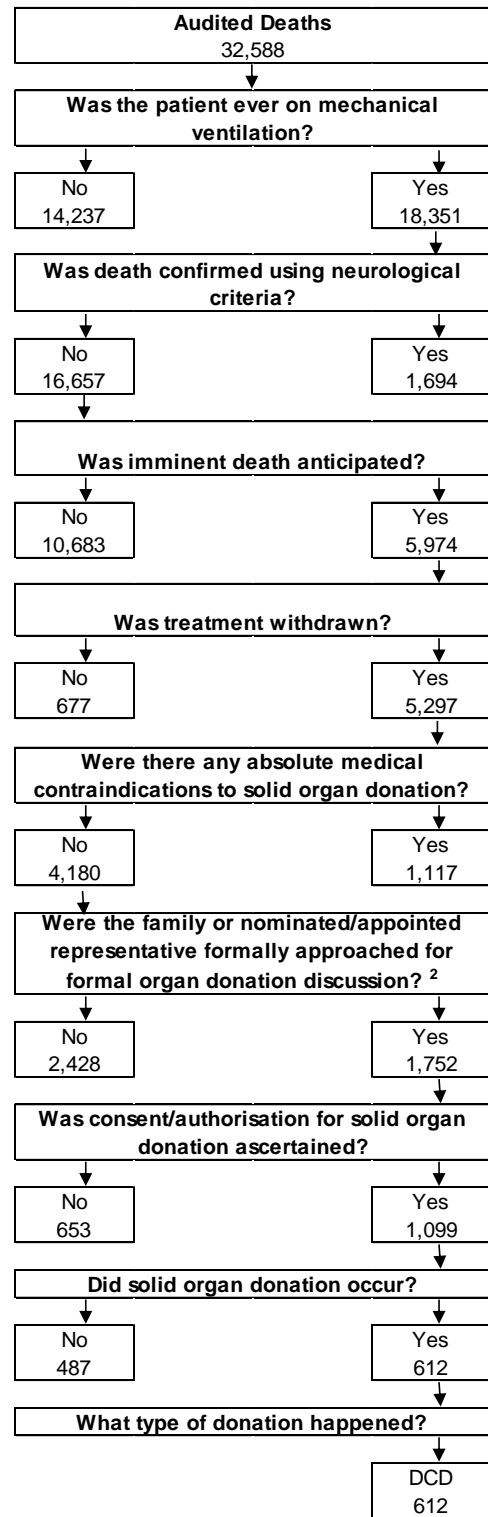 Audited Deaths
32,588
Was the patient ever on mechanical
ventilation?
No
14,237
Yes
18,351
Was death confirmed using neurological
criteria?
No
16,657
Yes
1,694
Was imminent death anticipated?
No
10,683
Yes
5,974
Was treatment withdrawn?
No
677
Yes
5,297
Were there any absolute medical
contraindications to solid organ donation?
No
4,180
Yes
1,117
Were the family or nominated/appointed
representative formally approached for
formal organ donation discussion? 2
No
2,428
Yes
1,752
Was consent/authorisation for solid organ
donation ascertained?
No
653
Yes
1,099
Did solid organ donation occur?
No
487
Yes
612
What type of donation happened?
DCD
612